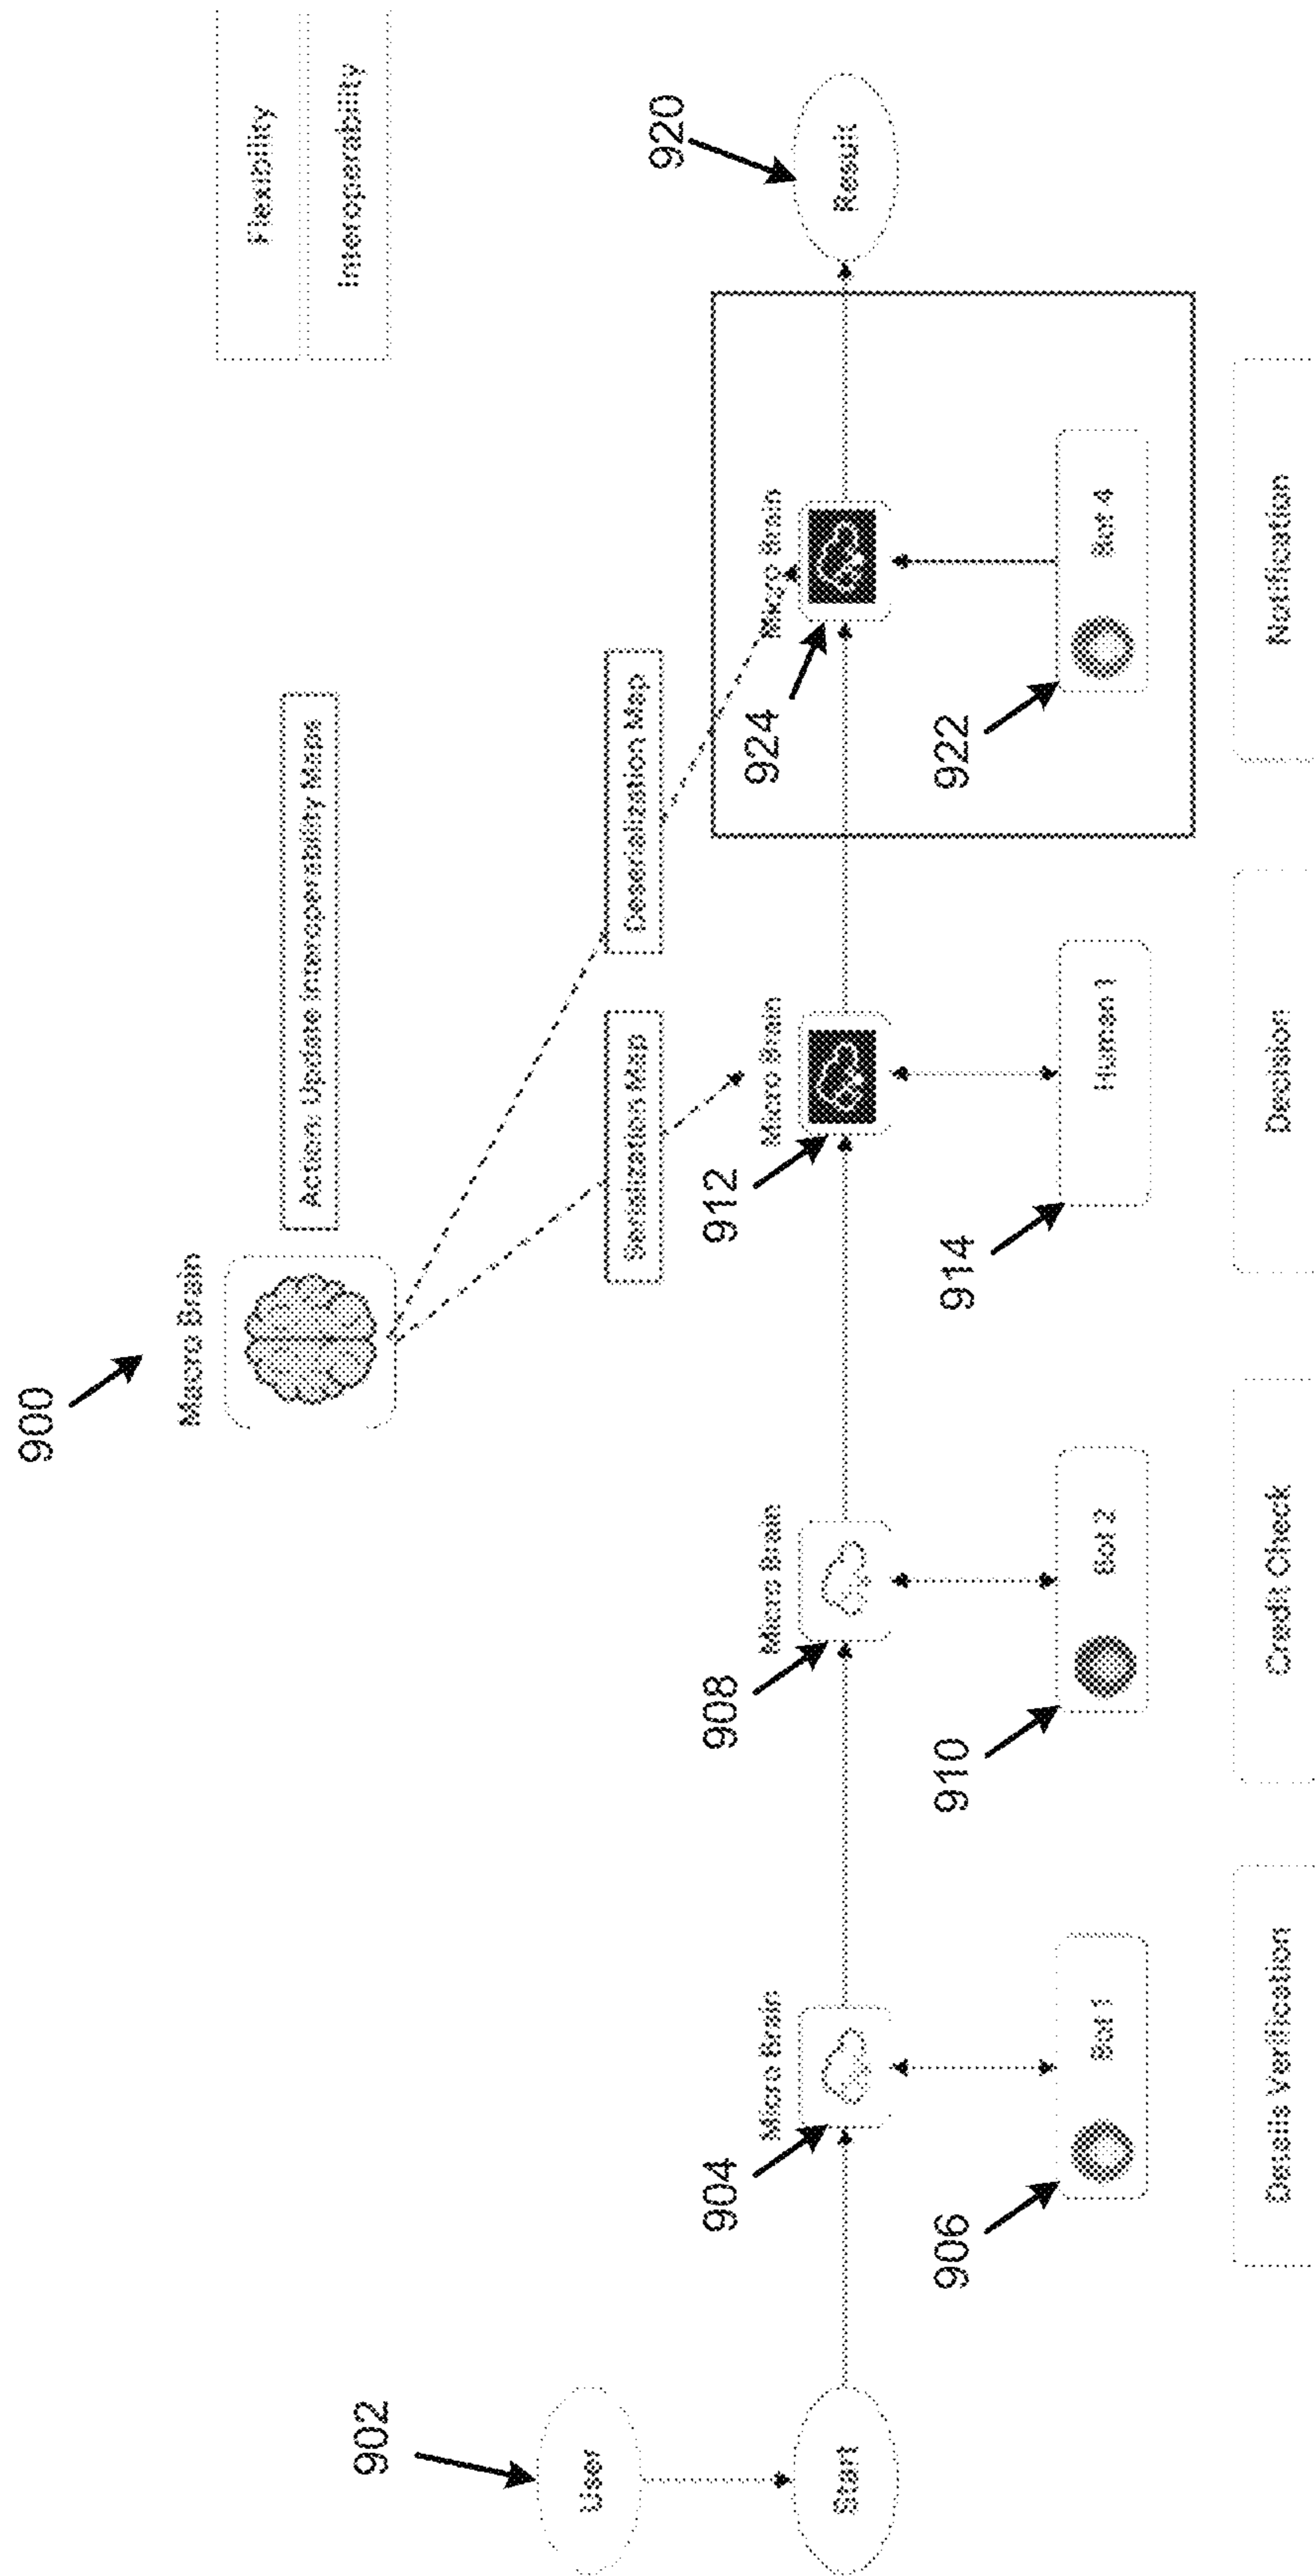 900
Macro Brain
Action: Update Interoperability Maps
Flexibility
Interoperability
902
User
Start
Serialization Map
Deserialization Map
904
Micro Brain
908
Micro Brain
912
Micro Brain
924
Micro Brain
920
Result
906
Bot 1
910
Bot 2
914
Human 1
922
Bot 4
Details Verification
Credit Check
Decision
Notification